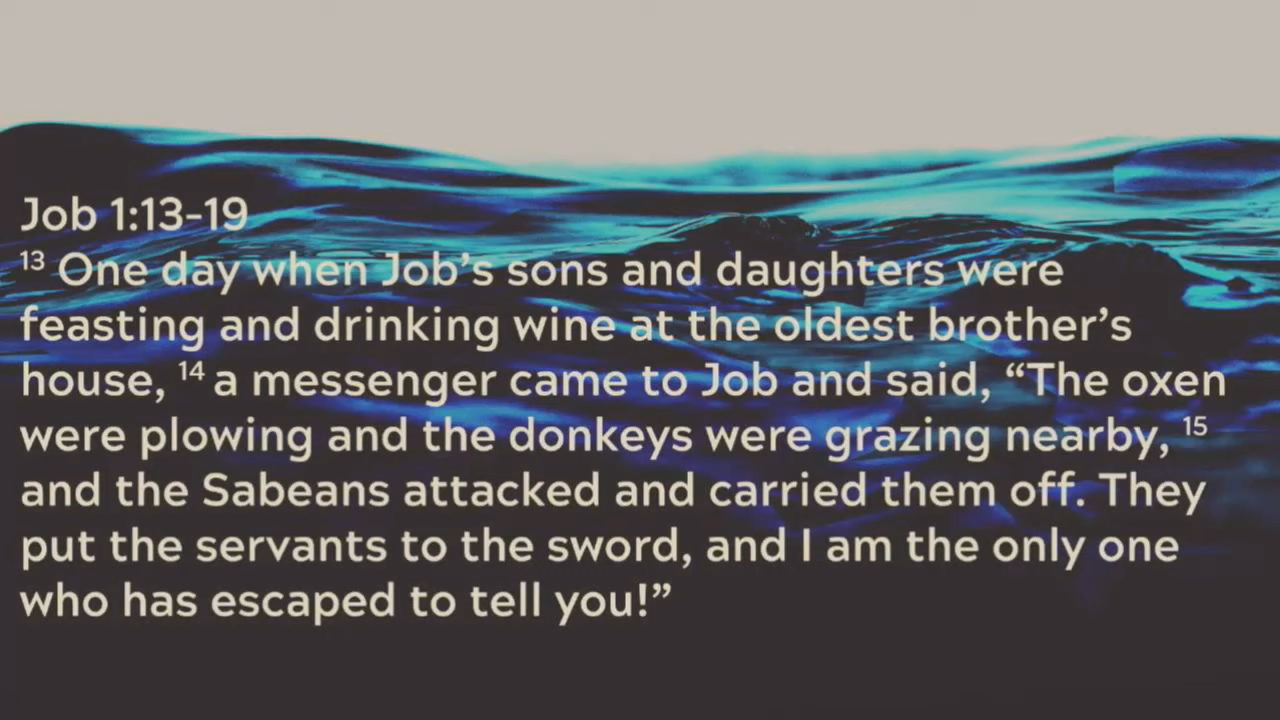 Job 1:13-19
¹³ One day when Job’s sons and daughters were
feasting and drinking wine at the oldest brother’s
house, ¹⁴ a messenger came to Job and said, “The oxen
were plowing and the donkeys were grazing nearby, ¹⁵
and the Sabeans attacked and carried them off. They
put the servants to the sword, and I am the only one
who has escaped to tell you!”